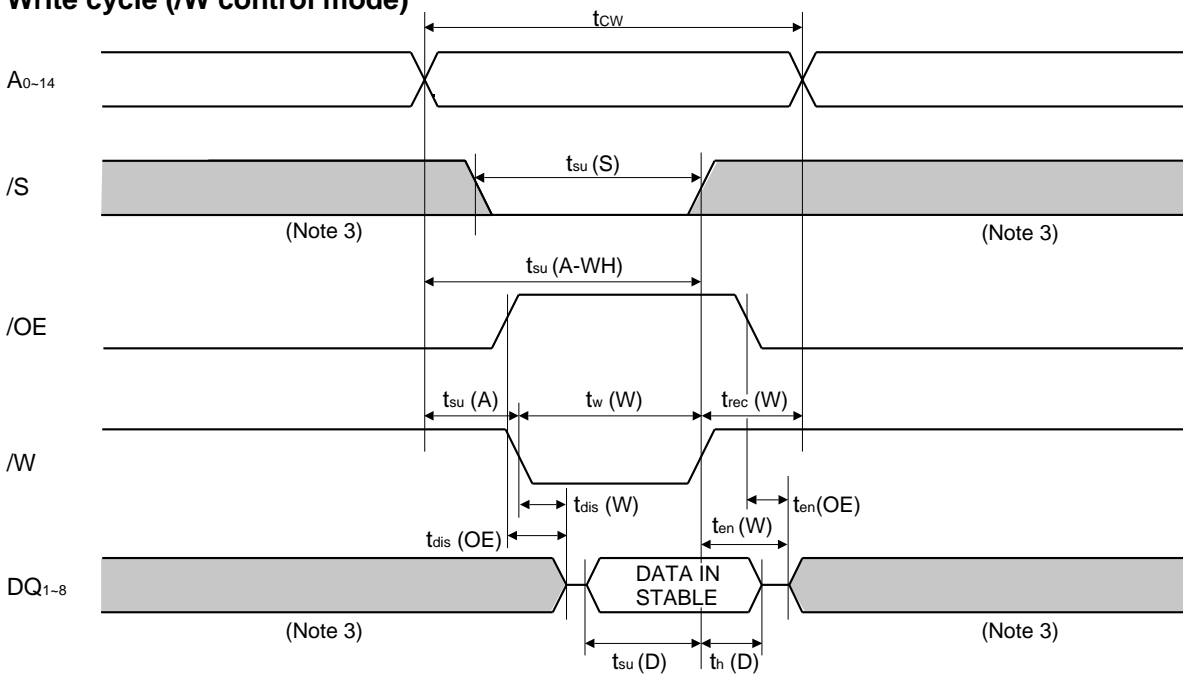 Write cycle (/W control mode)
tCW
A0~14
tsu (S)
/S
(Note 3)
(Note 3)
tsu (A-WH)
/OE
tsu (A)
tw (W)
trec (W)
/W
tdis (W)
ten(OE)
tdis (OE)
ten (W)
DQ1~8
DATA IN
STABLE
(Note 3)
(Note 3)
tsu (D)
th (D)